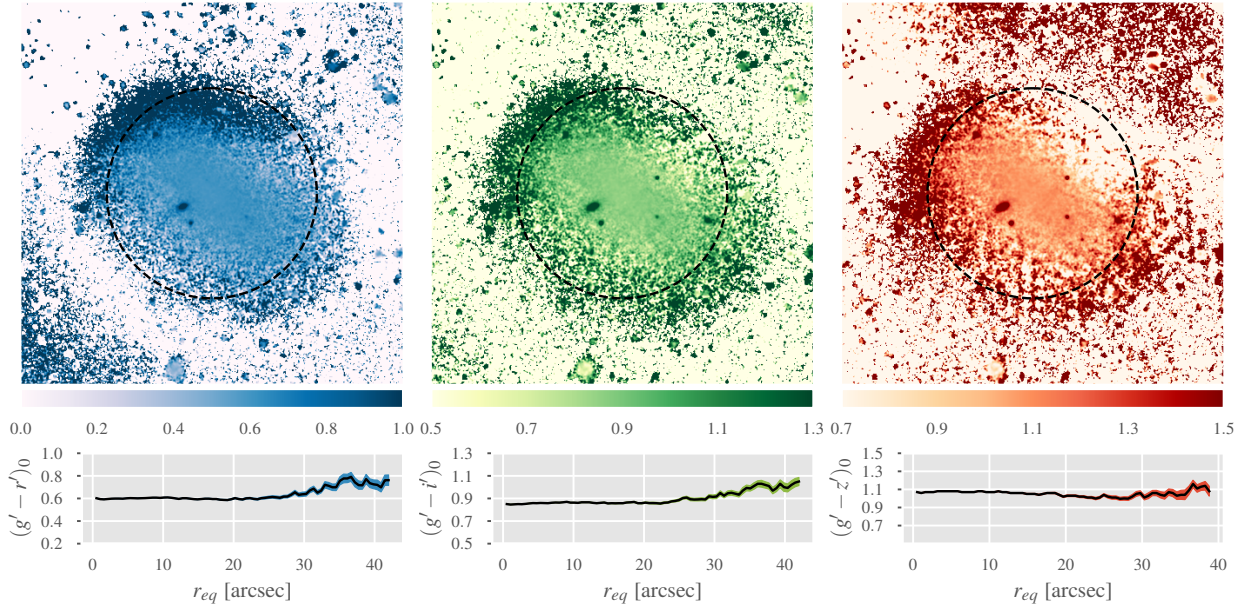 0.0 0.2 0.4 0.6 0.8 1.0
0.5 0.7 0.9 1.1 1.3
0.7 0.9 1.1 1.3 1.5
(g′ − r′)₀
1.0
0.8
0.6
0.4
0.2
0 10 20 30 40
r_eq [arcsec]
(g′ − i′)₀
1.3
1.1
0.9
0.7
0.5
0 10 20 30 40
r_eq [arcsec]
(g′ − z′)₀
1.5
1.3
1.1
0.9
0.7
0 10 20 30 40
r_eq [arcsec]